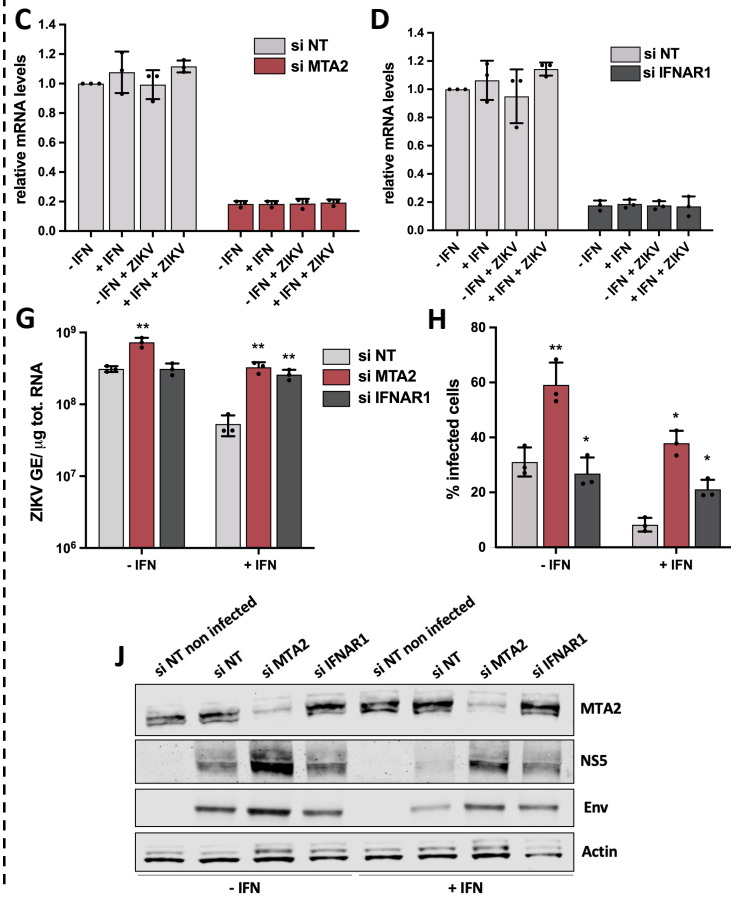 C
relative mRNA levels
1.4
1.2
1.0
0.8
0.6
0.4
0.2
0.0
si NT
si MTA2
- IFN
+ IFN
- IFN + ZIKV
+ IFN + ZIKV
- IFN
+ IFN
- IFN + ZIKV
+ IFN + ZIKV
D
relative mRNA levels
1.4
1.2
1.0
0.8
0.6
0.4
0.2
0.0
si NT
si IFNAR1
- IFN
+ IFN
- IFN + ZIKV
+ IFN + ZIKV
- IFN
+ IFN
- IFN + ZIKV
+ IFN + ZIKV
G
ZIKV GE/ µg tot. RNA
10⁹
10⁸
10⁷
10⁶
**
**
**
- IFN
+ IFN
si NT
si MTA2
si IFNAR1
H
% infected cells
80
60
40
20
0
**
*
*
*
- IFN
+ IFN
J
si NT non infected
si NT
si MTA2
si IFNAR1
si NT non infected
si NT
si MTA2
si IFNAR1
MTA2
NS5
Env
Actin
- IFN
+ IFN